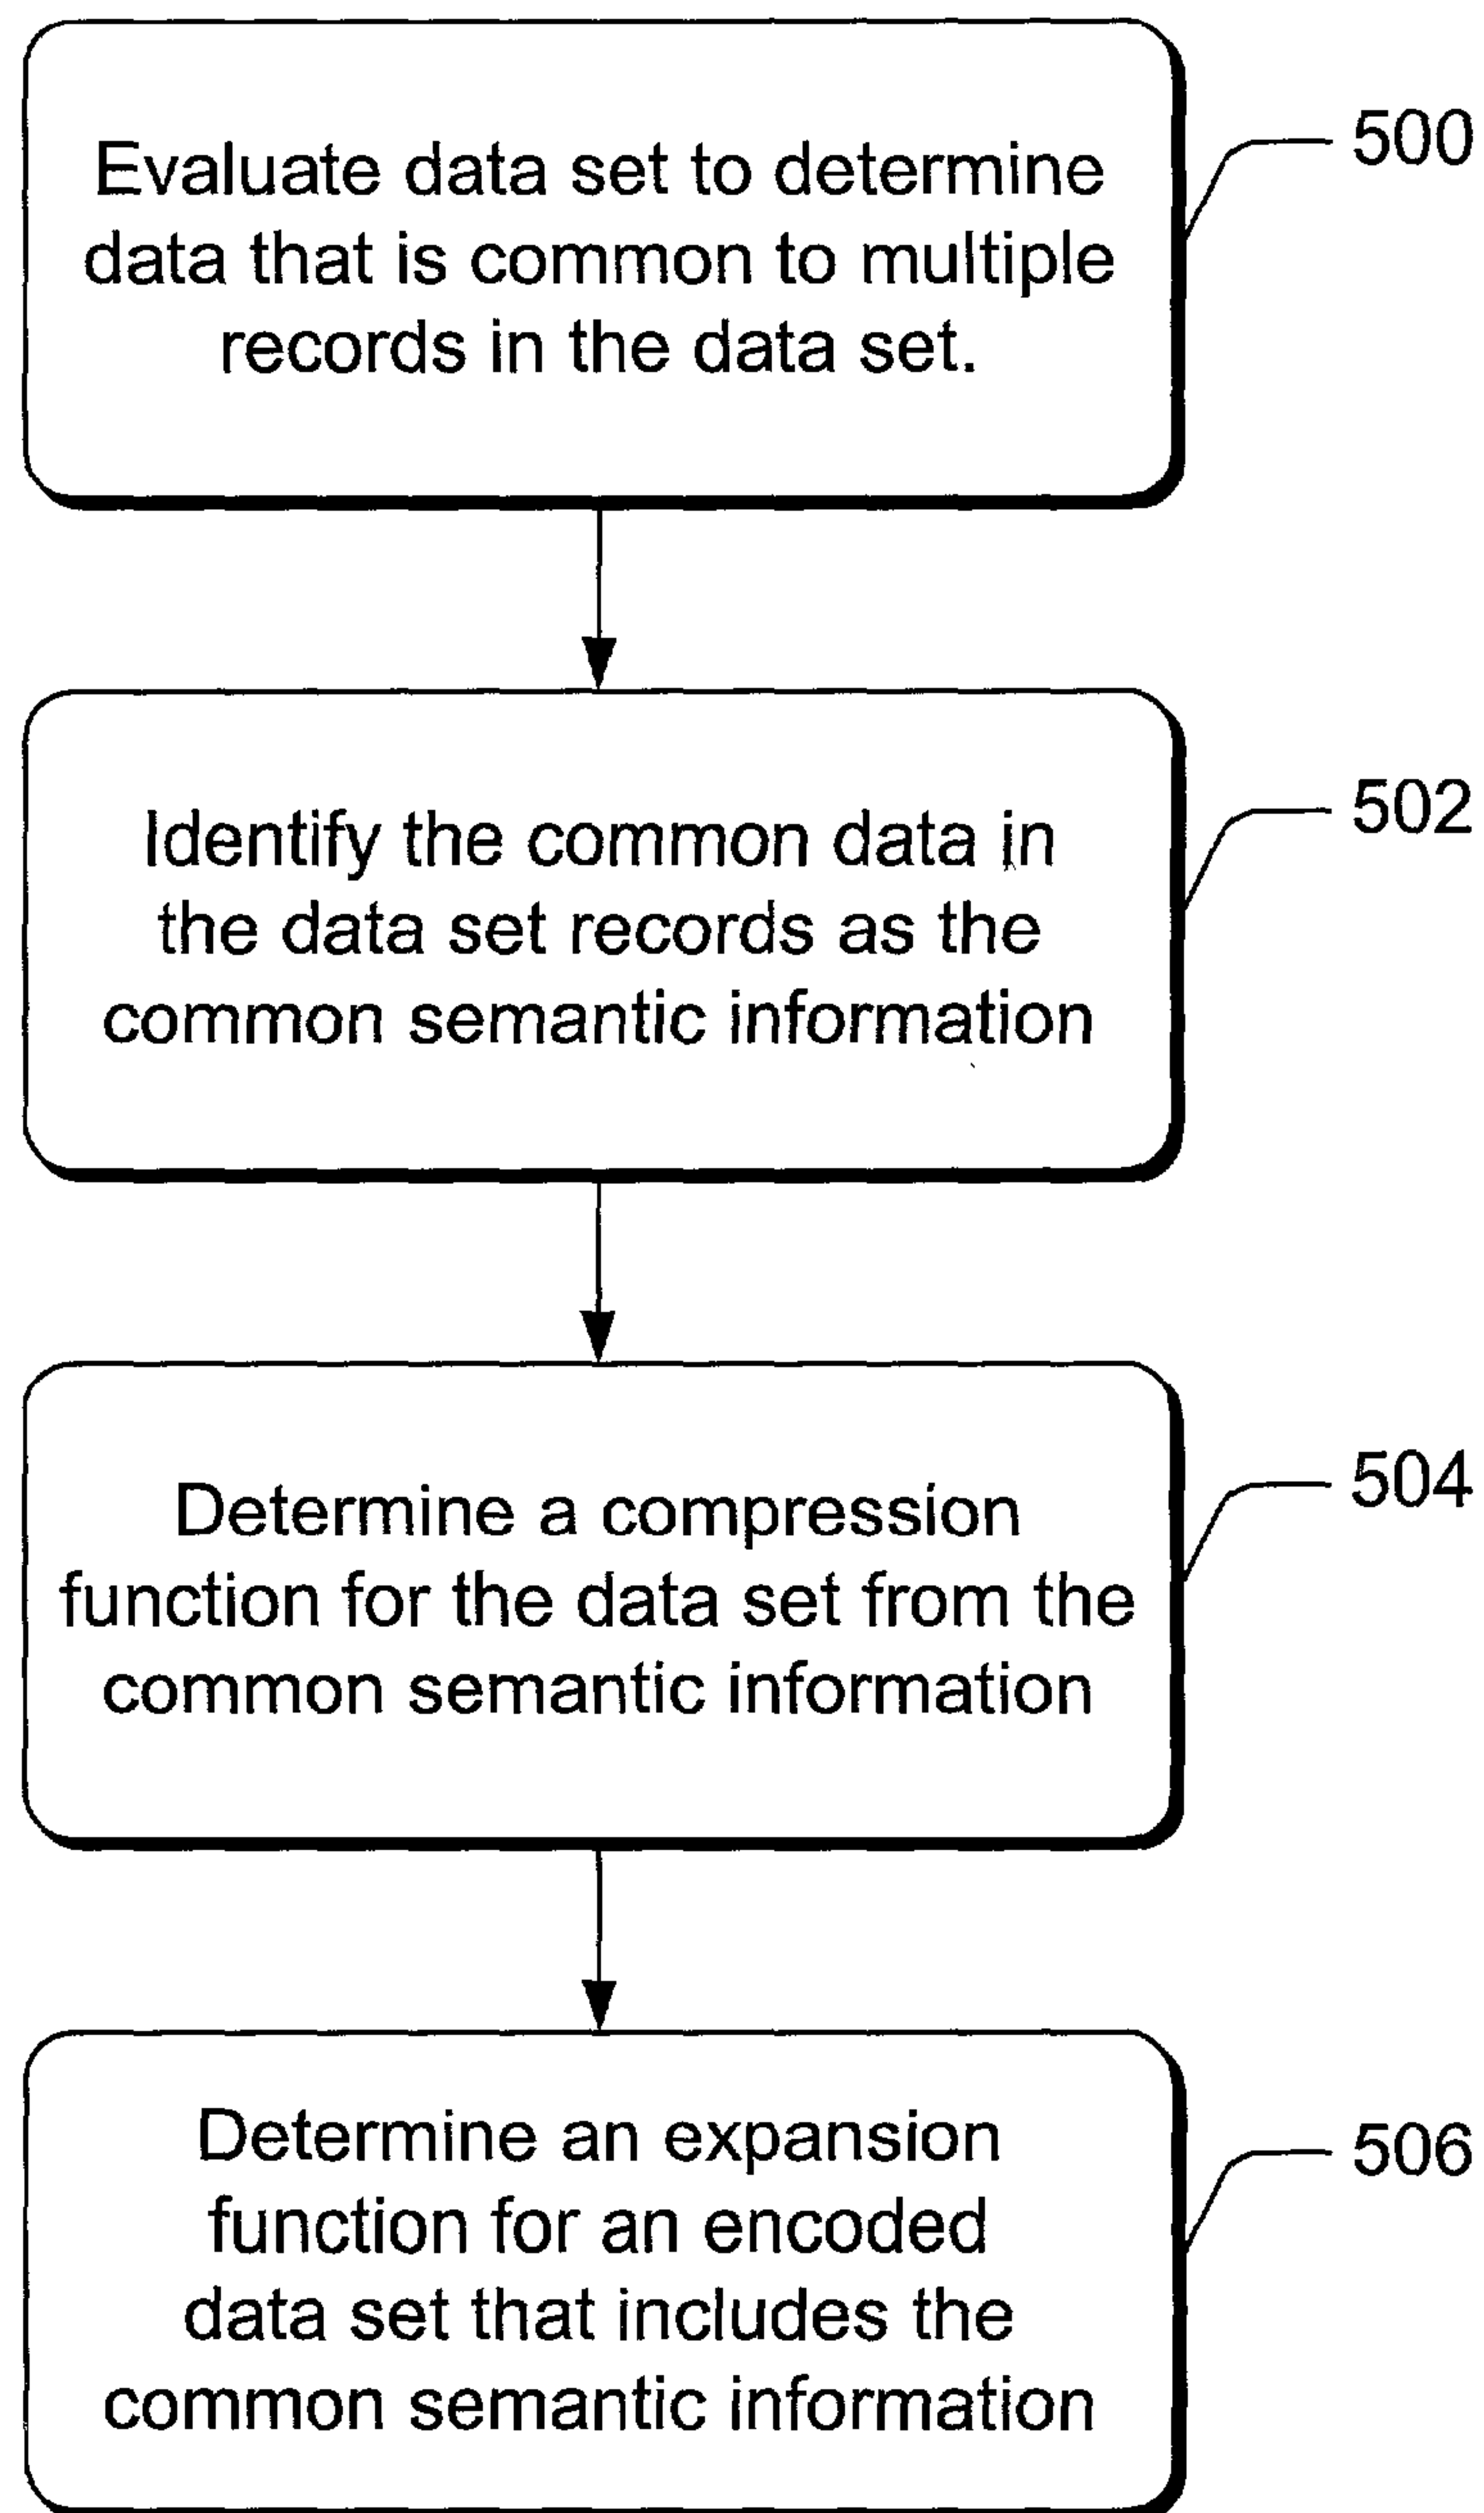 Evaluate data set to determine
data that is common to multiple
records in the data set.
500
Identify the common data in
the data set records as the
common semantic information
502
Determine a compression
function for the data set from the
common semantic information
504
Determine an expansion
function for an encoded
data set that includes the
common semantic information
506